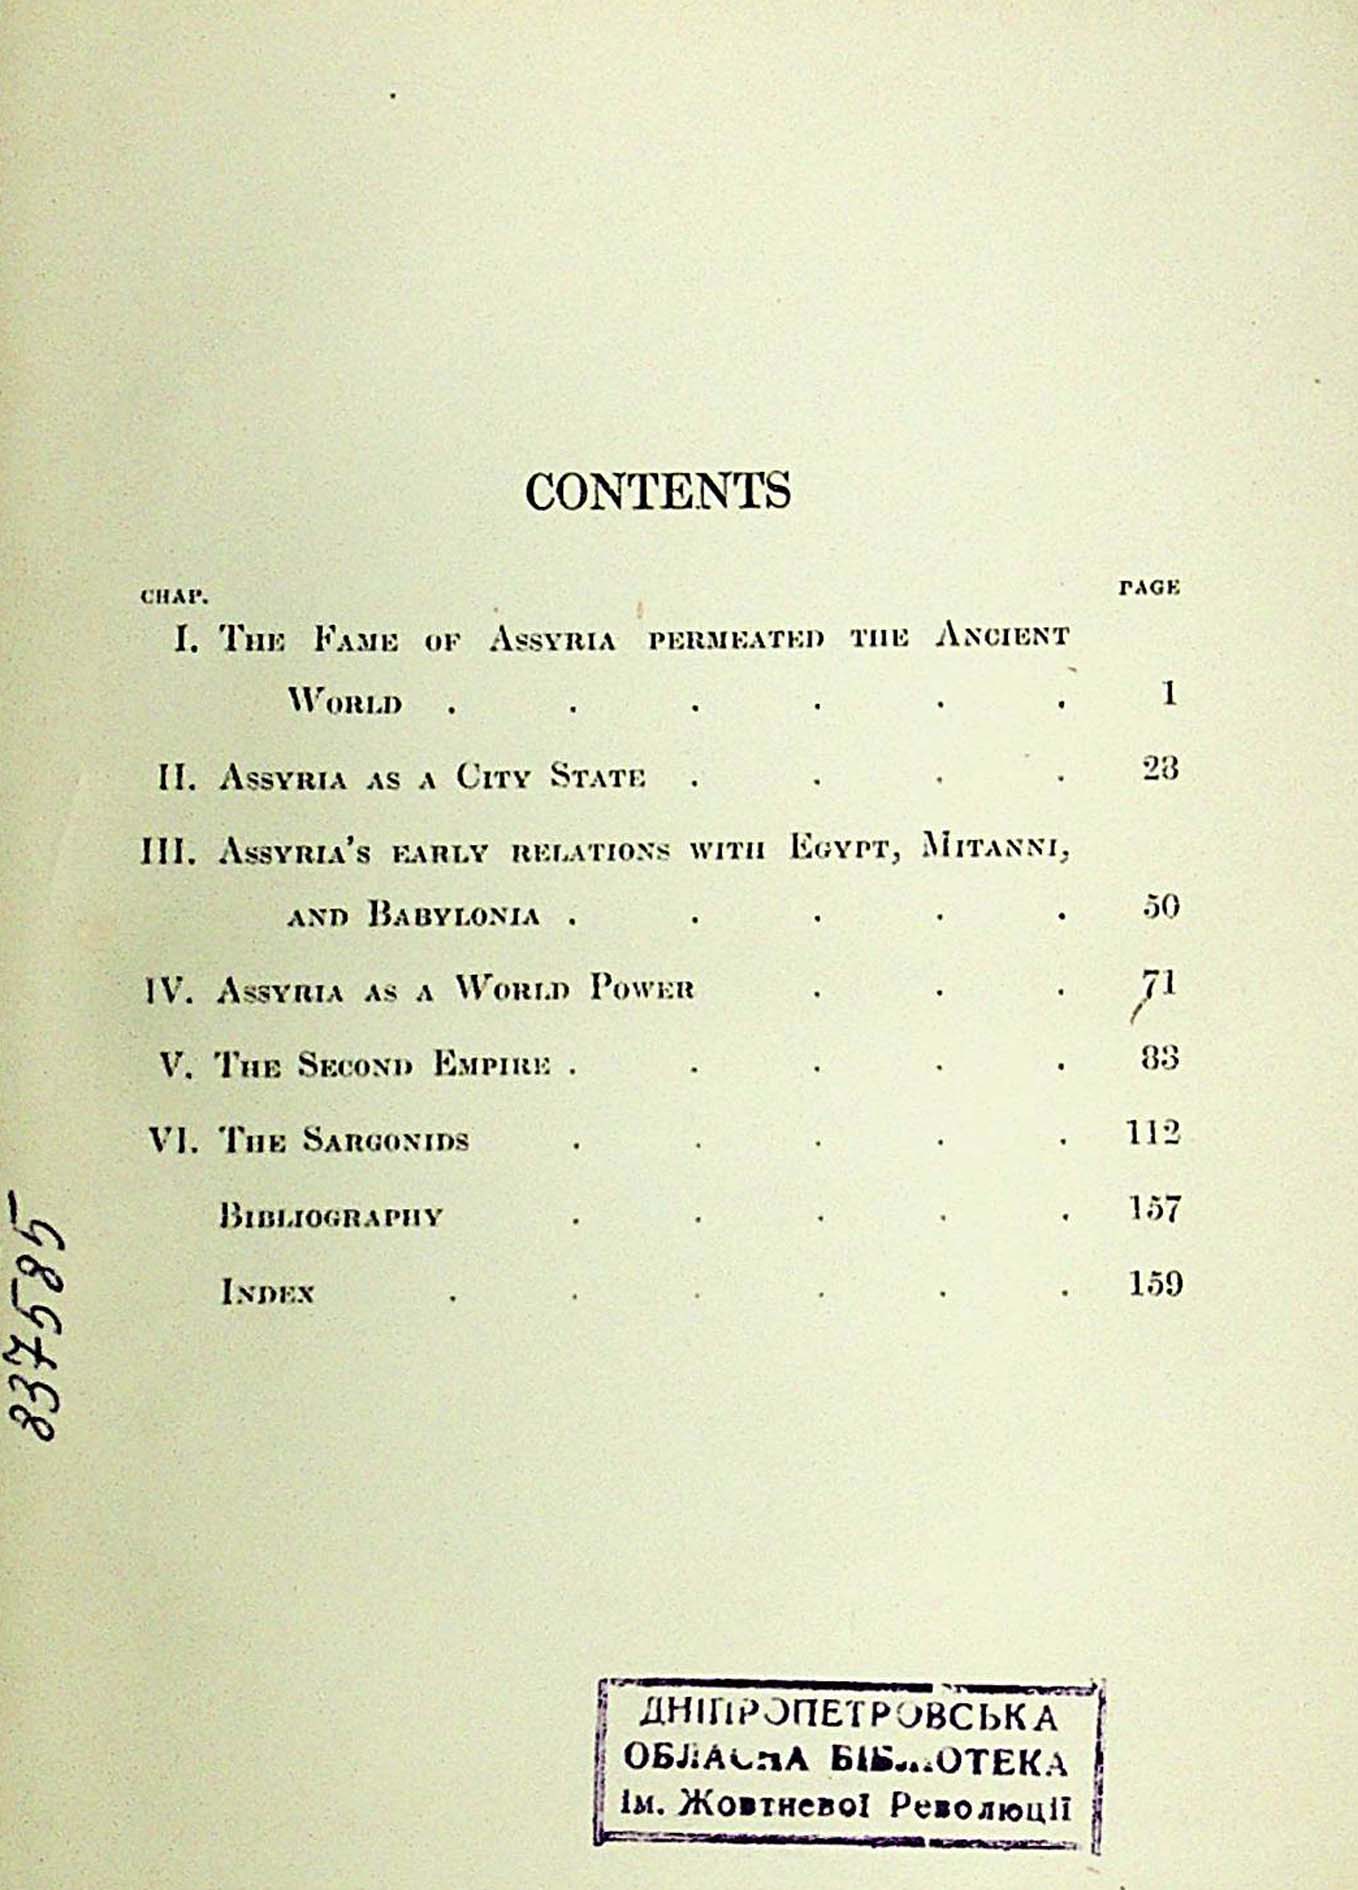 CONTENTS
CHAP. PAGE
I. THE FAME OF ASSYRIA PERMEATED THE ANCIENT
WORLD . . . . . . 1
II. ASSYRIA AS A CITY STATE . . . . 23
III. ASSYRIA'S EARLY RELATIONS WITH EGYPT, MITANNI,
AND BABYLONIA . . . . . 50
IV. ASSYRIA AS A WORLD POWER . . . 71
V. THE SECOND EMPIRE . . . . . 83
VI. THE SARGONIDS . . . . . 112
BIBLIOGRAPHY . . . . . 157
INDEX . . . . . . 159
837585
ДНІПРОПЕТРОВСЬКА
ОБЛАСНА БІБЛІОТЕКА
ім. Жовтневої Революції